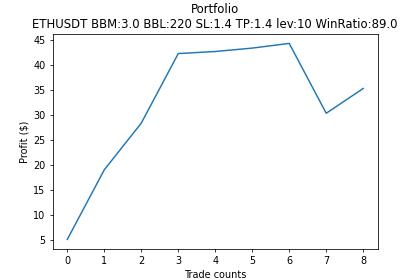 Portfolio
ETHUSDT BBM:3.0 BBL:220 SL:1.4 TP:1.4 lev:10 WinRatio:89.0
45
40
35
30
25
20
15
10
5
Profit ($)
0 1 2 3 4 5 6 7 8
Trade counts